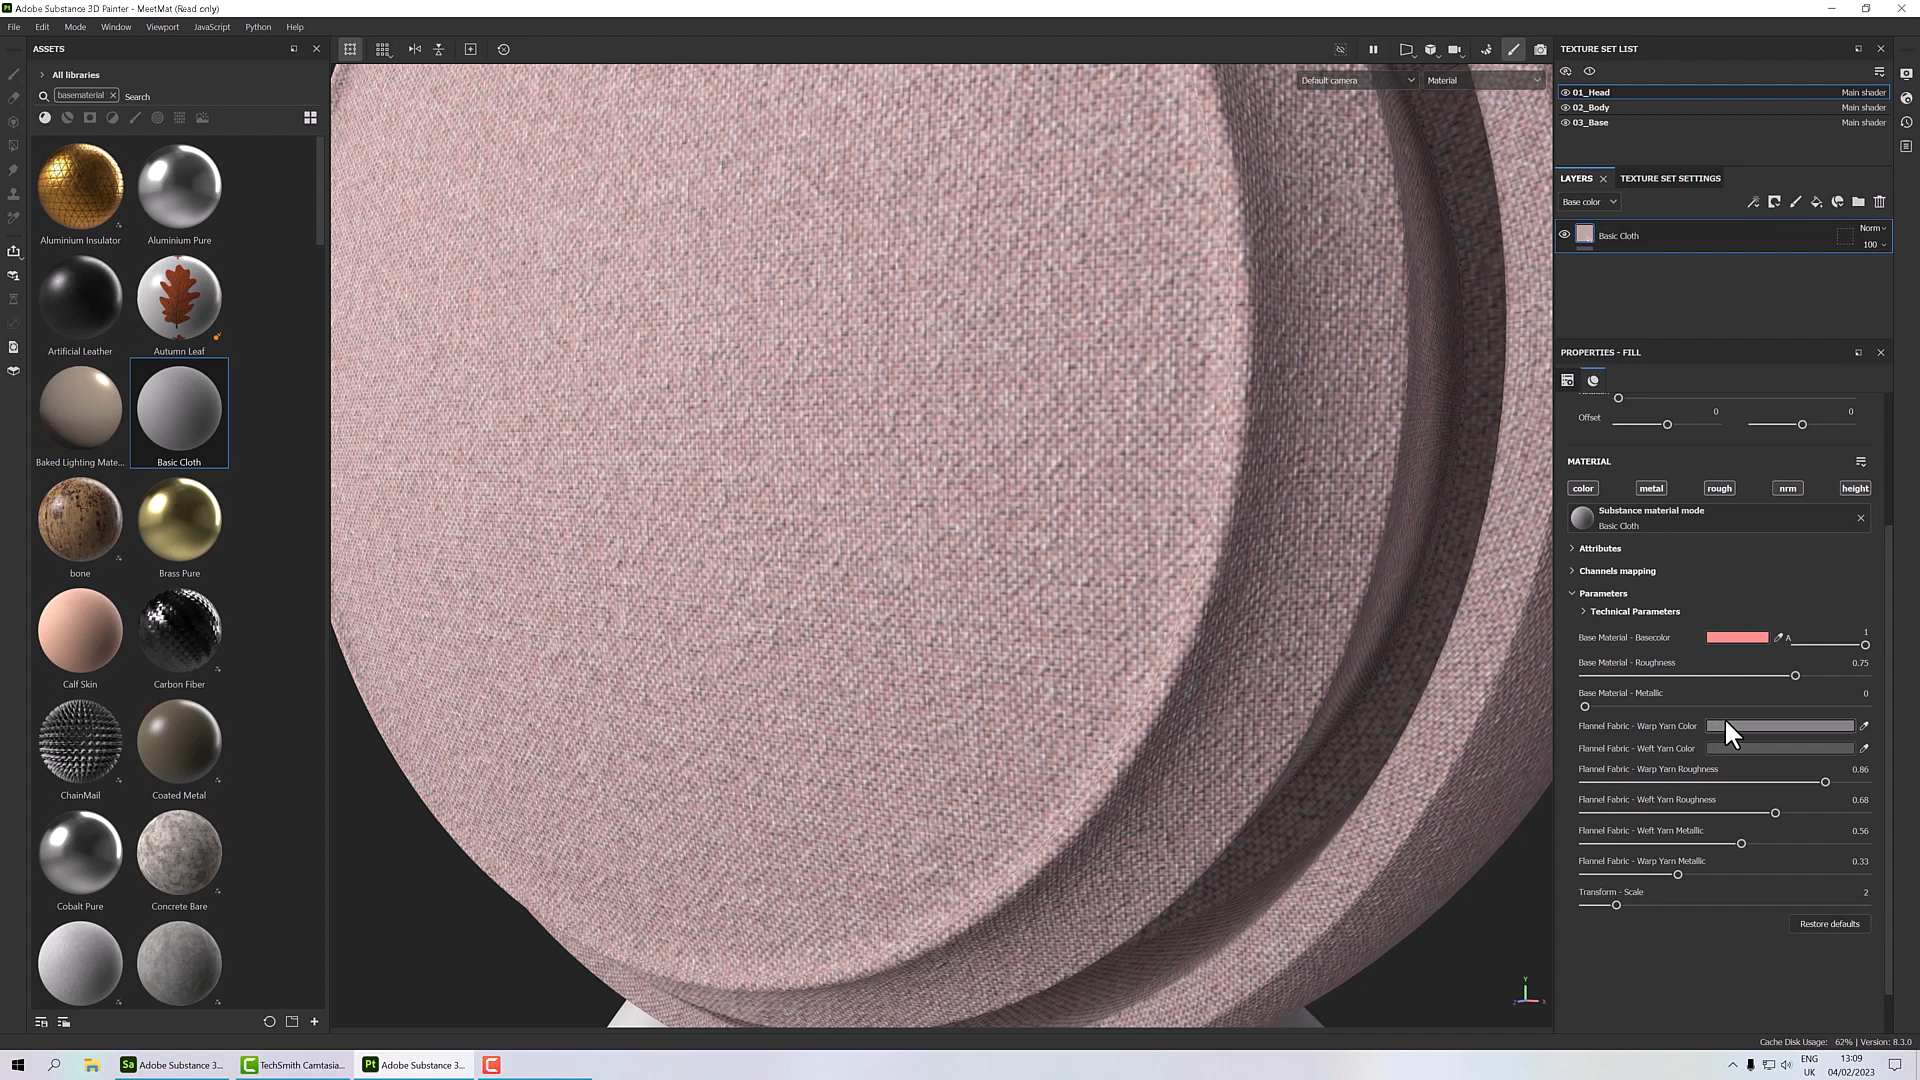 Adobe Substance 3D Painter - MeetMat (Read only)
File Edit Mode Window Viewport JavaScript Python Help
ASSETS
All libraries
basematerial Search
Aluminium Insulator Aluminium Pure
Artificial Leather Autumn Leaf
Baked Lighting Mate... Basic Cloth
bone Brass Pure
Calf Skin Carbon Fiber
ChainMail Coated Metal
Cobalt Pure Concrete Bare
Default camera Material
TEXTURE SET LIST
01_Head Main shader
02_Body Main shader
03_Base Main shader
LAYERS TEXTURE SET SETTINGS
Base color
Basic Cloth Norm
100
PROPERTIES - FILL
Offset 0 0
MATERIAL
color metal rough nrm height
Substance material mode
Basic Cloth
Attributes
Channels mapping
Parameters
Technical Parameters
Base Material - Basecolor A 1
Base Material - Roughness 0.75
Base Material - Metallic 0
Flannel Fabric - Warp Yarn Color
Flannel Fabric - Weft Yarn Color
Flannel Fabric - Warp Yarn Roughness 0.86
Flannel Fabric - Weft Yarn Roughness 0.68
Flannel Fabric - Weft Yarn Metallic 0.56
Flannel Fabric - Warp Yarn Metallic 0.33
Transform - Scale 2
Restore defaults
Y
Z X
Cache Disk Usage: 62% | Version: 8.3.0
Sa Adobe Substance 3... TechSmith Camtasia... Pt Adobe Substance 3...
ENG
UK
13:09
04/02/2023